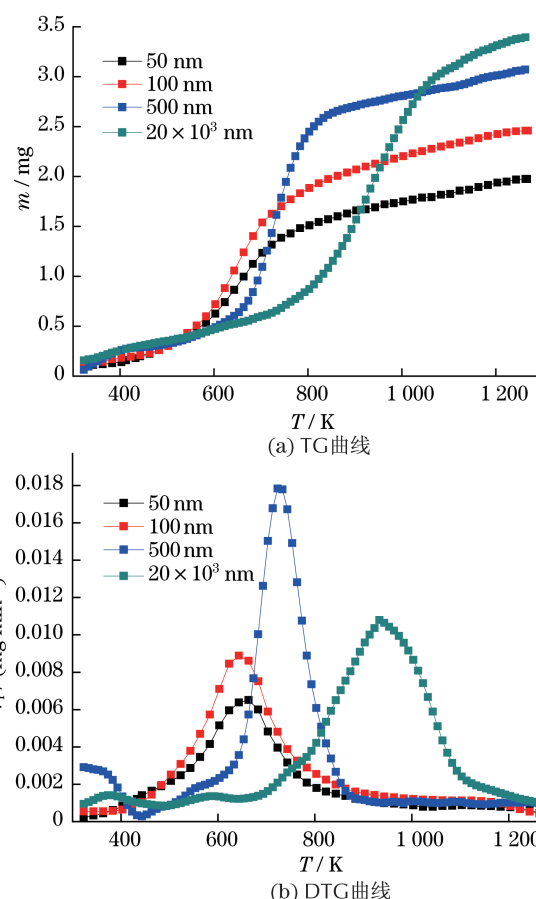 3.5
3.0
2.5
2.0
1.5
1.0
0.5
0
m / mg
50 nm
100 nm
500 nm
20 × 10³ nm
400 600 800 1 000 1 200
T / K
(a) TG曲线
0.018
0.016
0.014
0.012
0.010
0.008
0.006
0.004
0.002
0
50 nm
100 nm
500 nm
20 × 10³ nm
400 600 800 1 000 1 200
T / K
(b) DTG曲线